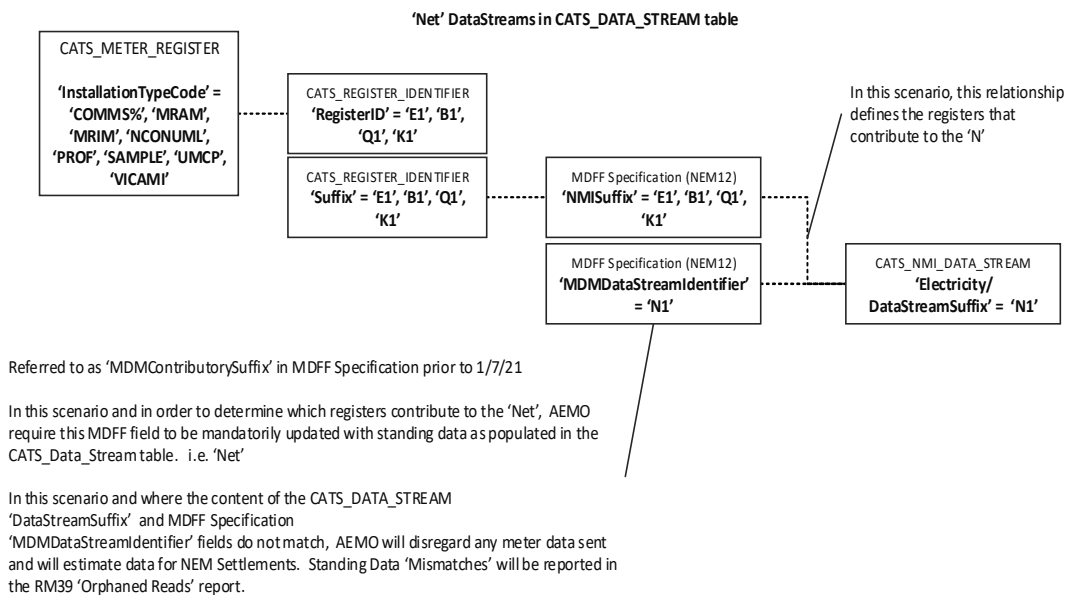 ‘Net’ DataStreams in CATS_DATA_STREAM table
CATS_METER_REGISTER
‘InstallationTypeCode’ =
‘COMMS%’, ‘MRAM’,
‘MRIM’, ‘NCONUML’,
‘PROF’, ‘SAMPLE’, ‘UMCP’,
‘VICAMI’
CATS_REGISTER_IDENTIFIER
‘RegisterID’ = ‘E1’, ‘B1’,
‘Q1’, ‘K1’
CATS_REGISTER_IDENTIFIER
‘Suffix’ = ‘E1’, ‘B1’, ‘Q1’,
‘K1’
MDFF Specification (NEM12)
‘NMISuffix’ = ‘E1’, ‘B1’, ‘Q1’,
‘K1’
MDFF Specification (NEM12)
‘MDMDataStreamIdentifier’
= ‘N1’
In this scenario, this relationship
defines the registers that
contribute to the ‘N’
CATS_NMI_DATA_STREAM
‘Electricity/
DataStreamSuffix’ = ‘N1’
Referred to as ‘MDMContributorySuffix’ in MDFF Specification prior to 1/7/21
In this scenario and in order to determine which registers contribute to the ‘Net’, AEMO
require this MDFF field to be mandatorily updated with standing data as populated in the
CATS_Data_Stream table. i.e. ‘Net’
In this scenario and where the content of the CATS_DATA_STREAM
‘DataStreamSuffix’ and MDFF Specification
‘MDMDataStreamIdentifier’ fields do not match, AEMO will disregard any meter data sent
and will estimate data for NEM Settlements. Standing Data ‘Mismatches’ will be reported in
the RM39 ‘Orphaned Reads’ report.